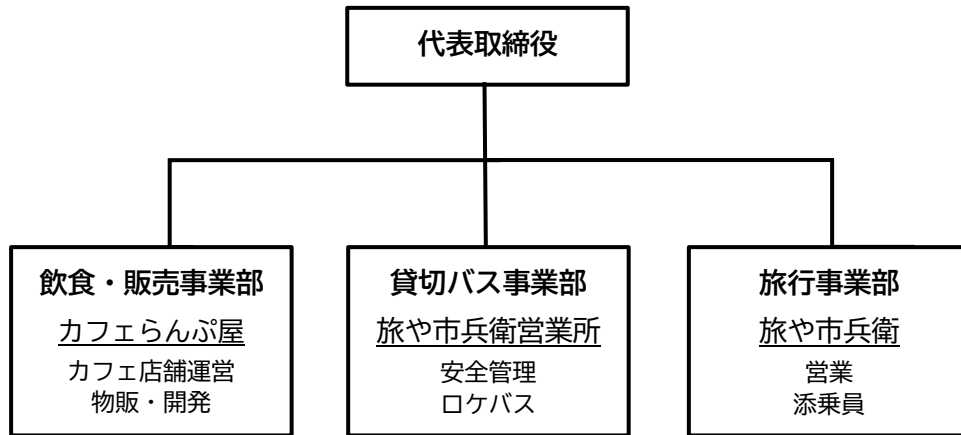 代表取締役
飲食・販売事業部
カフェらんぷ屋
カフェ店舗運営
物販・開発
貸切バス事業部
旅や市兵衛営業所
安全管理
ロケバス
旅行事業部
旅や市兵衛
営業
添乗員